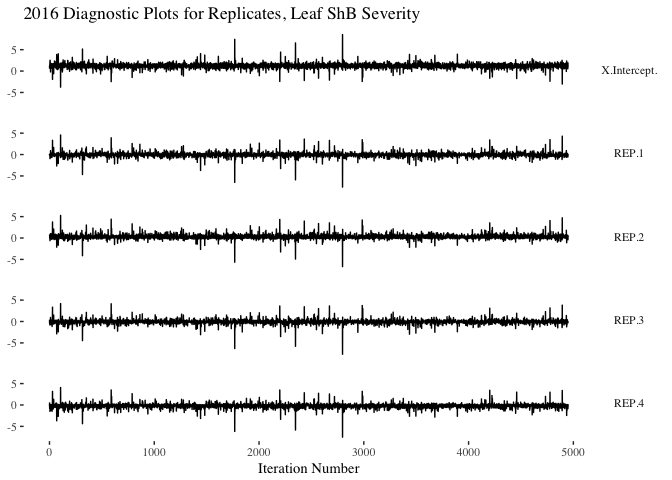 2016 Diagnostic Plots for Replicates, Leaf ShB Severity
5
0
-5
X.Intercept.
5
0
-5
REP.1
5
0
-5
REP.2
5
0
-5
REP.3
5
0
-5
REP.4
0 1000 2000 3000 4000 5000
Iteration Number